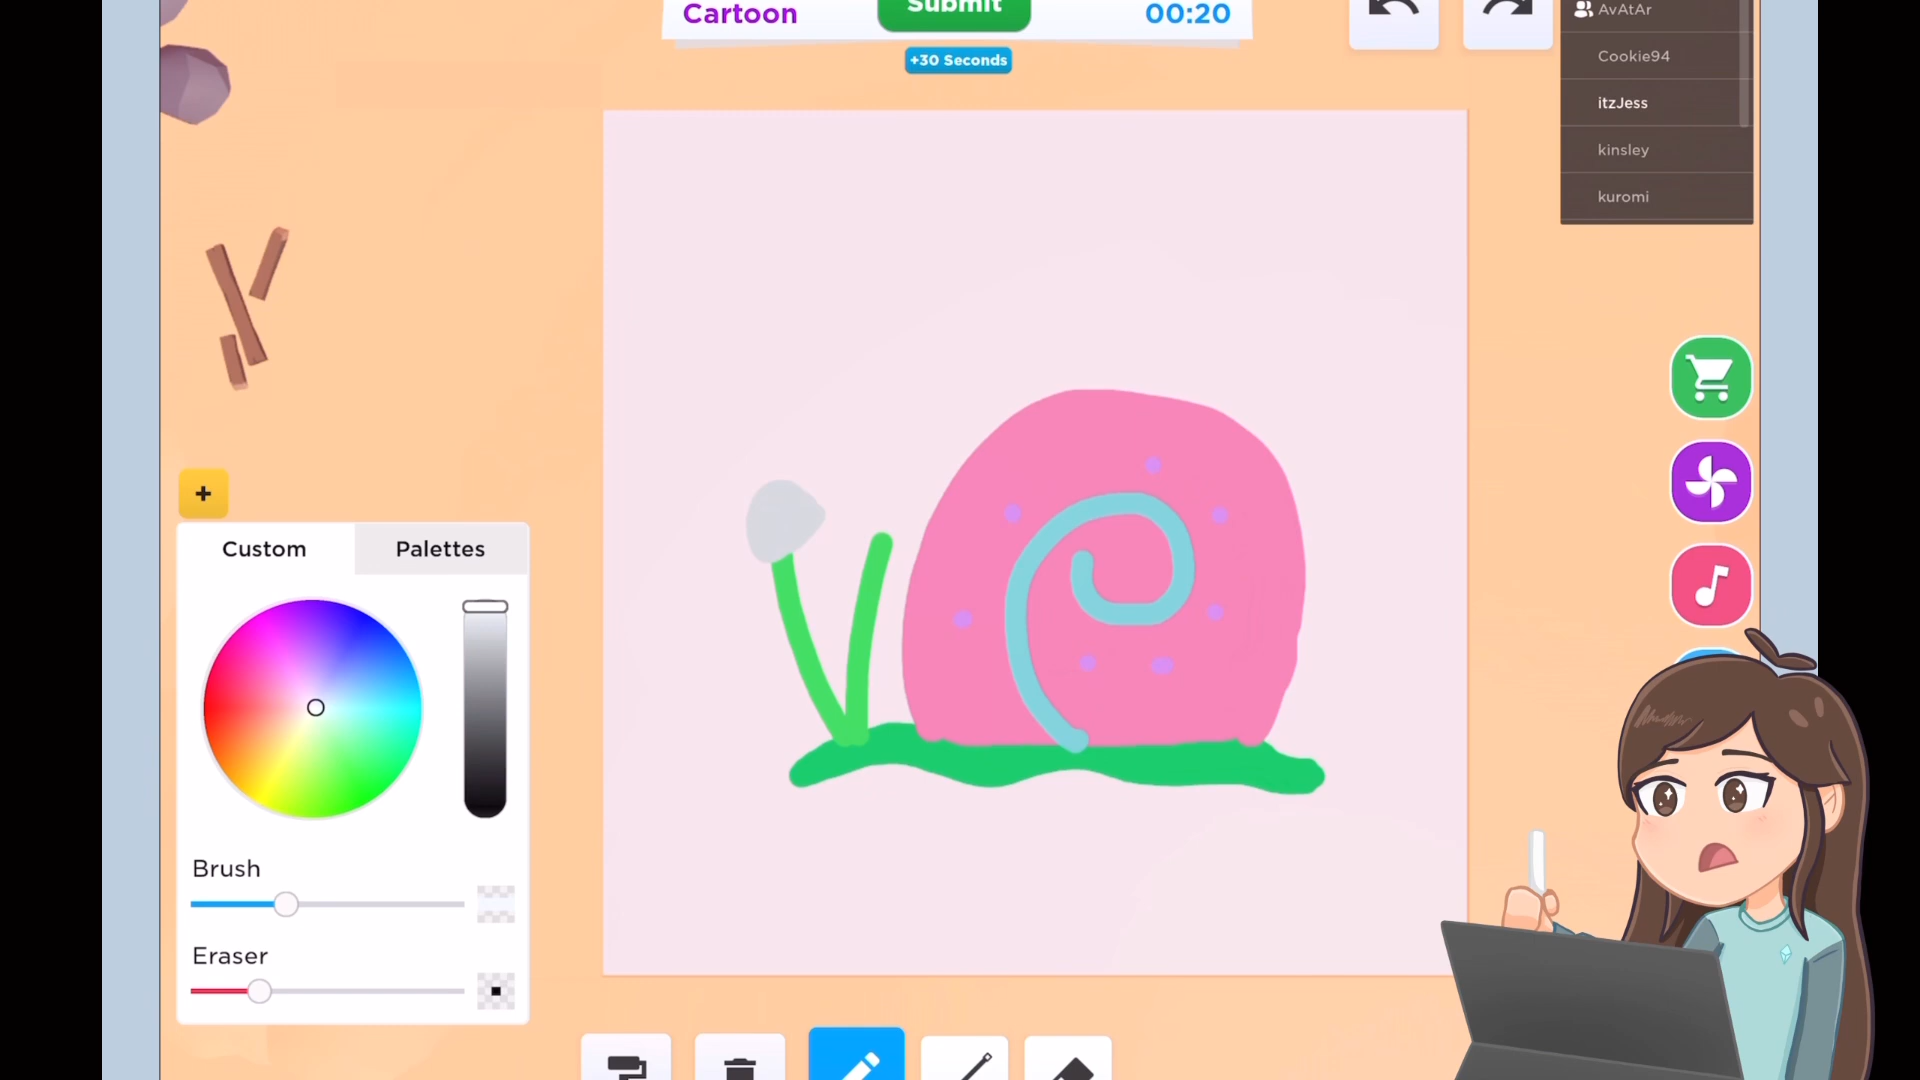 Cartoon
Submit
00:20
+30 Seconds
AvAtAr
Cookie94
itzJess
kinsley
kuromi
+
Custom
Palettes
Brush
Eraser